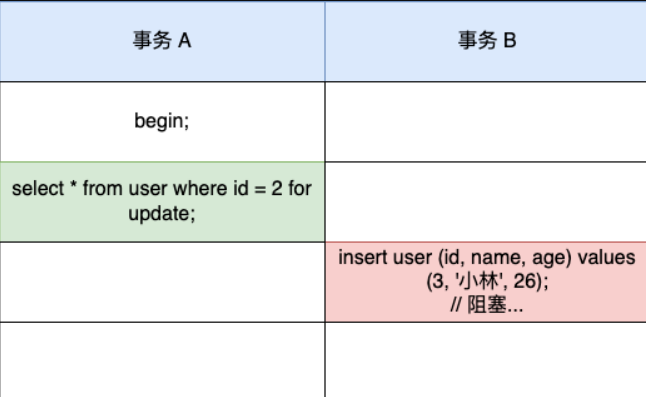 事务 A
事务 B
begin;
select * from user where id = 2 for
update;
insert user (id, name, age) values
(3, '小林', 26);
// 阻塞...